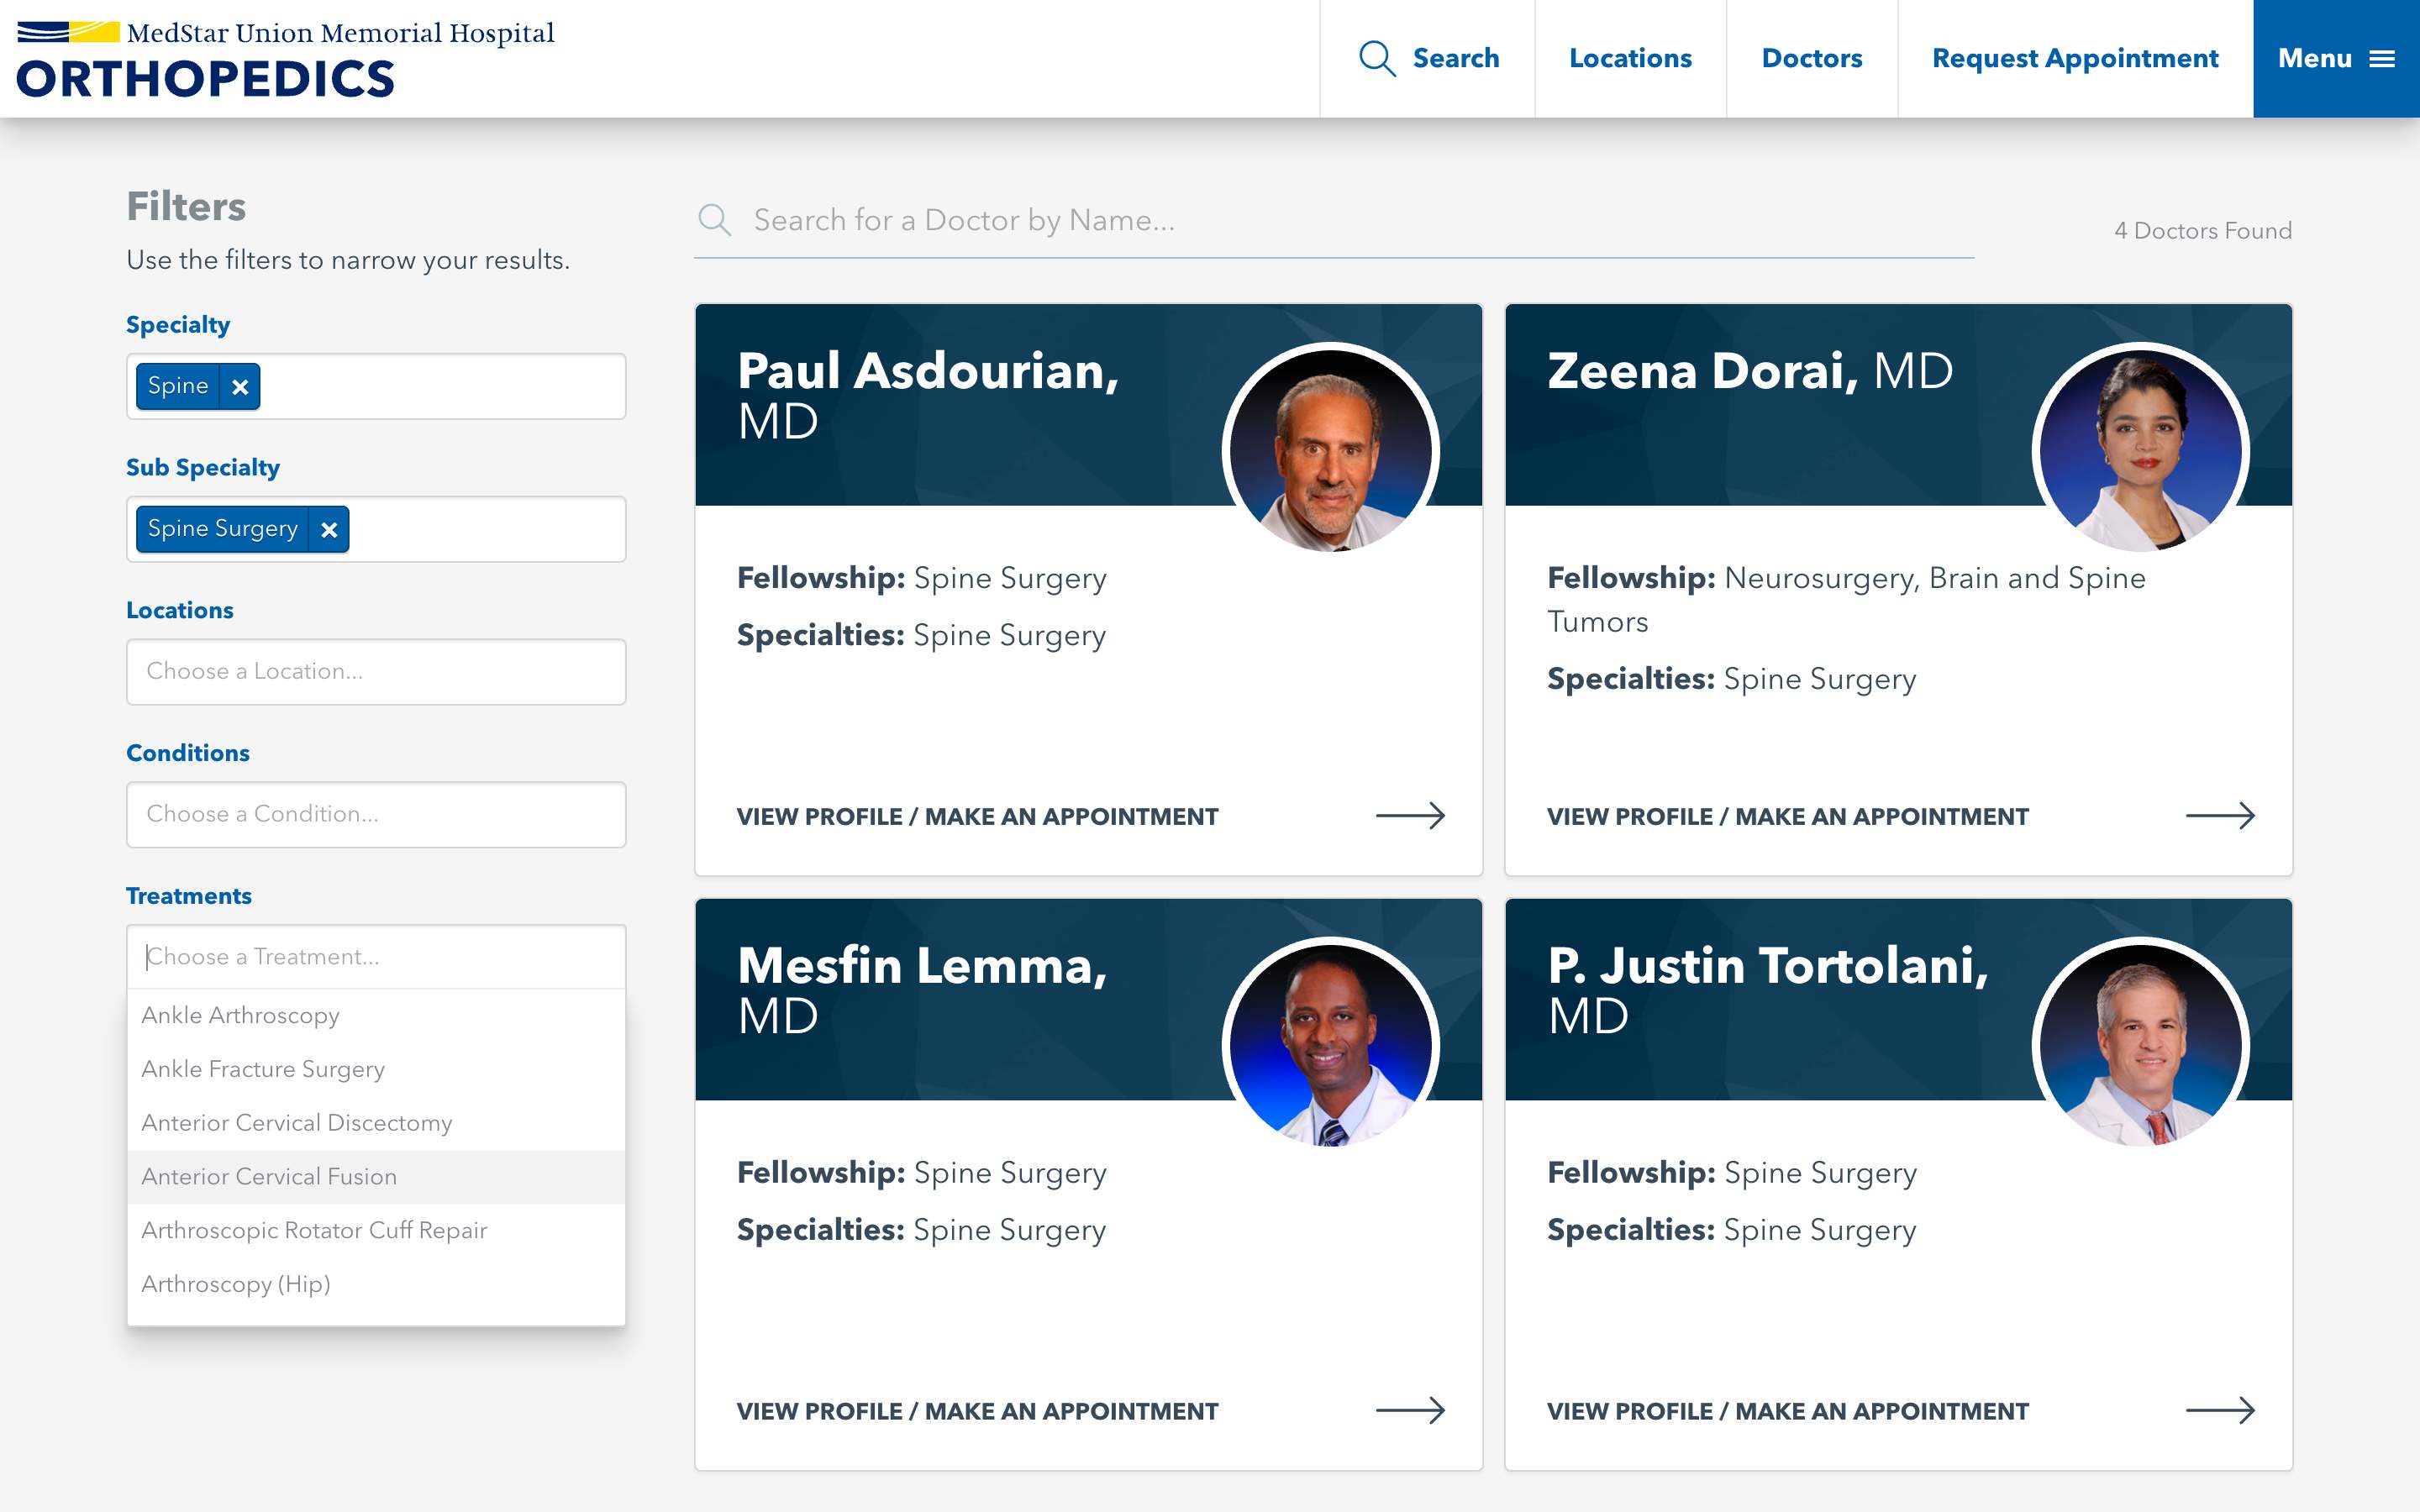 MedStar Union Memorial Hospital
ORTHOPEDICS
Search
Locations
Doctors
Request Appointment
Menu
Filters
Use the filters to narrow your results.
Specialty
Spine ×
Sub Specialty
Spine Surgery ×
Locations
Choose a Location...
Conditions
Choose a Condition...
Treatments
Choose a Treatment...
Ankle Arthroscopy
Ankle Fracture Surgery
Anterior Cervical Discectomy
Anterior Cervical Fusion
Arthroscopic Rotator Cuff Repair
Arthroscopy (Hip)
Search for a Doctor by Name...
4 Doctors Found
Paul Asdourian,
MD
Fellowship: Spine Surgery
Specialties: Spine Surgery
VIEW PROFILE / MAKE AN APPOINTMENT
Zeena Dorai, MD
Fellowship: Neurosurgery, Brain and Spine
Tumors
Specialties: Spine Surgery
VIEW PROFILE / MAKE AN APPOINTMENT
Mesfin Lemma,
MD
Fellowship: Spine Surgery
Specialties: Spine Surgery
VIEW PROFILE / MAKE AN APPOINTMENT
P. Justin Tortolani,
MD
Fellowship: Spine Surgery
Specialties: Spine Surgery
VIEW PROFILE / MAKE AN APPOINTMENT